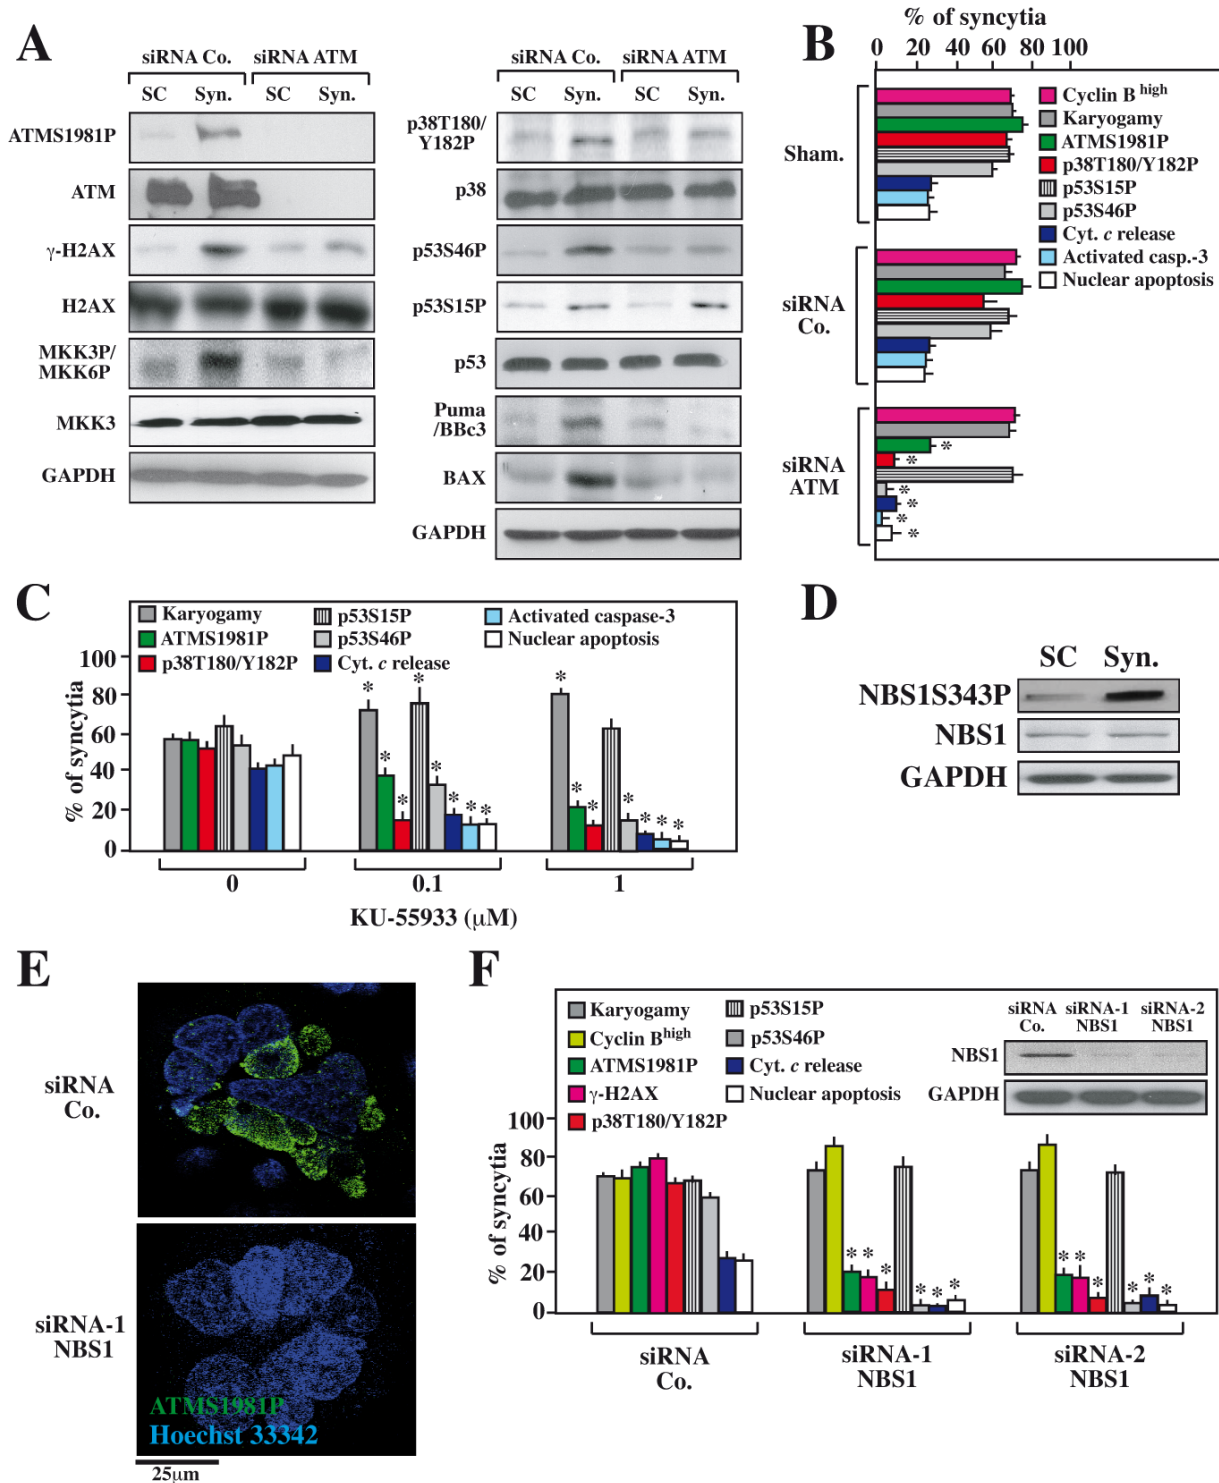 A
siRNA Co. siRNA ATM
SC Syn. SC Syn.
ATMS1981P
ATM
γ-H2AX
H2AX
MKK3P/
MKK6P
MKK3
GAPDH
siRNA Co. siRNA ATM
SC Syn. SC Syn.
p38T180/
Y182P
p38
p53S46P
p53S15P
p53
Puma
/BBc3
BAX
GAPDH
B
% of syncytia
0 20 40 60 80 100
Sham.
siRNA
Co.
siRNA
ATM
Cyclin B high
Karyogamy
ATMS1981P
p38T180/Y182P
p53S15P
p53S46P
Cyt. c release
Activated casp.-3
Nuclear apoptosis
* * * * * *
C
Karyogamy
ATMS1981P
p38T180/Y182P
p53S15P
p53S46P
Cyt. c release
Activated caspase-3
Nuclear apoptosis
% of syncytia
100
80
60
40
20
0
* * * * * * * *
* * * * * * *
0 0.1 1
KU-55933 (μM)
D
SC Syn.
NBS1S343P
NBS1
GAPDH
E
siRNA
Co.
siRNA-1
NBS1
ATMS1981P
Hoechst 33342
25μm
F
Karyogamy
Cyclin Bhigh
ATMS1981P
γ-H2AX
p38T180/Y182P
p53S15P
p53S46P
Cyt. c release
Nuclear apoptosis
siRNA siRNA-1 siRNA-2
Co. NBS1 NBS1
NBS1
GAPDH
% of syncytia
100
80
60
40
20
0
* * * * * *
* * * * * *
siRNA
Co.
siRNA-1
NBS1
siRNA-2
NBS1